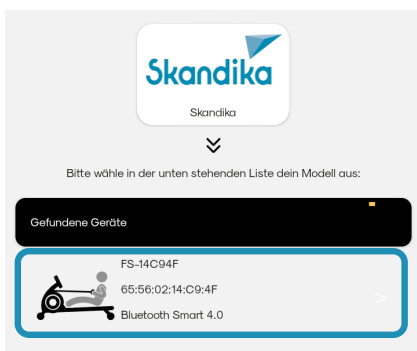 Skandika
Skandika
Bitte wähle in der unten stehenden Liste dein Modell aus:
Gefundene Geräte
FS-14C94F
65:56:02:14:C9:4F
Bluetooth Smart 4.0
>